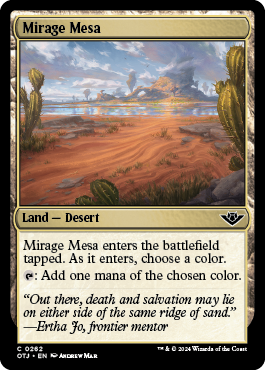 Mirage Mesa
Land — Desert
Mirage Mesa enters the battlefield
tapped. As it enters, choose a color.
: Add one mana of the chosen color.
“Out there, death and salvation may lie
on either side of the same ridge of sand.”
—Ertha Jo, frontier mentor
C 0262
OTJ • EN Andrew Mar
™ & © 2024 Wizards of the Coast